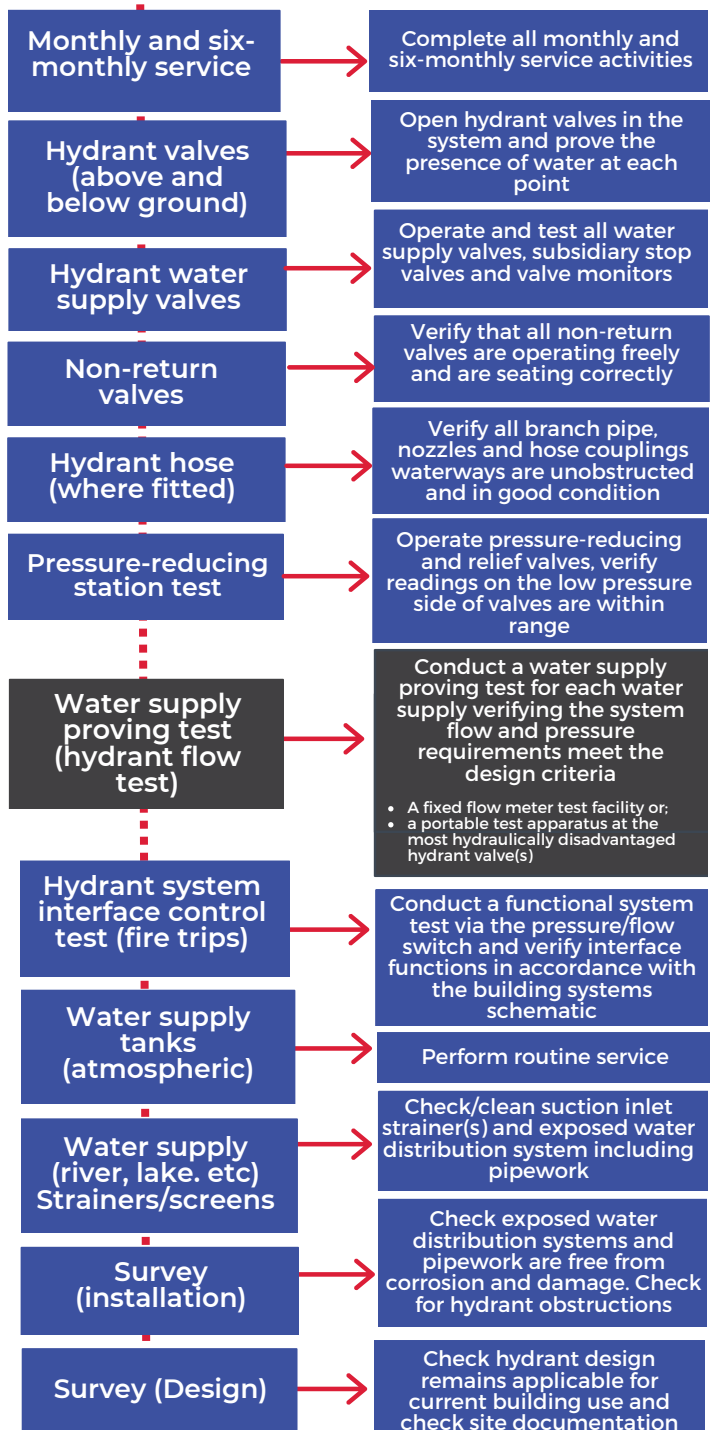 Monthly and six-
monthly service
Complete all monthly and
six-monthly service activities
Hydrant valves
(above and
below ground)
Open hydrant valves in the
system and prove the
presence of water at each
point
Hydrant water
supply valves
Operate and test all water
supply valves, subsidiary stop
valves and valve monitors
Non-return
valves
Verify that all non-return
valves are operating freely
and are seating correctly
Hydrant hose
(where fitted)
Verify all branch pipe,
nozzles and hose couplings
waterways are unobstructed
and in good condition
Pressure-reducing
station test
Operate pressure-reducing
and relief valves, verify
readings on the low pressure
side of valves are within
range
Water supply
proving test
(hydrant flow
test)
Conduct a water supply
proving test for each water
supply verifying the system
flow and pressure
requirements meet the
design criteria
• A fixed flow meter test facility or;
• a portable test apparatus at the
most hydraulically disadvantaged
hydrant valve(s)
Hydrant system
interface control
test (fire trips)
Conduct a functional system
test via the pressure/flow
switch and verify interface
functions in accordance with
the building systems
schematic
Water supply
tanks
(atmospheric)
Perform routine service
Water supply
(river, lake. etc)
Strainers/screens
Check/clean suction inlet
strainer(s) and exposed water
distribution system including
pipework
Survey
(installation)
Check exposed water
distribution systems and
pipework are free from
corrosion and damage. Check
for hydrant obstructions
Survey (Design)
Check hydrant design
remains applicable for
current building use and
check site documentation